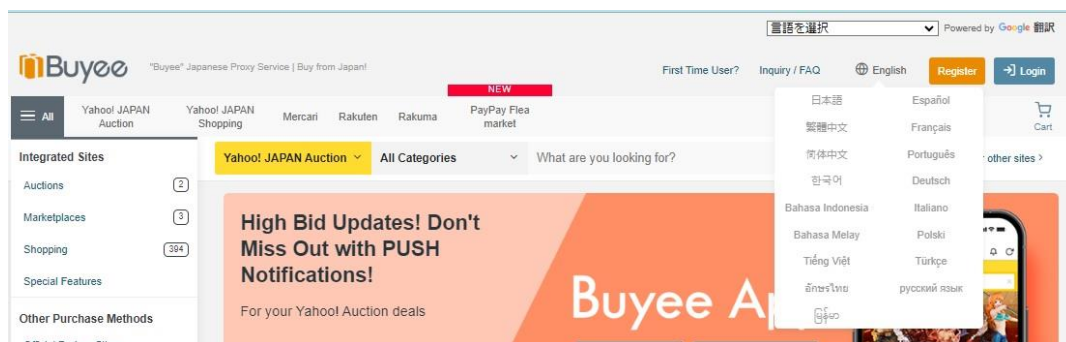 言語を選択
Powered by Google 翻訳
Buyee
"Buyee" Japanese Proxy Service | Buy from Japan!
First Time User?
Inquiry / FAQ
English
Register
Login
NEW
All
Yahoo! JAPAN
Auction
Yahoo! JAPAN
Shopping
Mercari
Rakuten
Rakuma
PayPay Flea
market
Cart
日本語
Español
繁體中文
Français
简体中文
Português
한국어
Deutsch
Bahasa Indonesia
Italiano
Bahasa Melay
Polski
Tiếng Việt
Türkçe
อักษรไทย
русский язык
မြန်မာ
Integrated Sites
Auctions
2
Marketplaces
3
Shopping
394
Special Features
Other Purchase Methods
Yahoo! JAPAN Auction
All Categories
What are you looking for?
other sites >
High Bid Updates! Don't
Miss Out with PUSH
Notifications!
For your Yahoo! Auction deals
Buyee